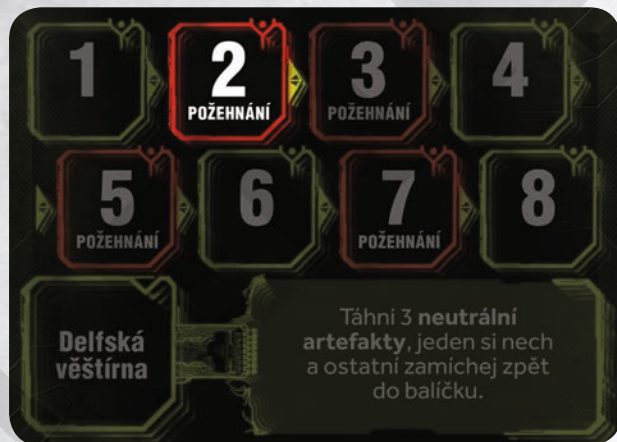 1
2
POŽEHNÁNÍ
3
POŽEHNÁNÍ
4
5
POŽEHNÁNÍ
6
7
POŽEHNÁNÍ
8
Delfská
věštírna
Táhni 3 neutrální
artefakty, jeden si nech
a ostatní zamíchej zpět
do balíčku.